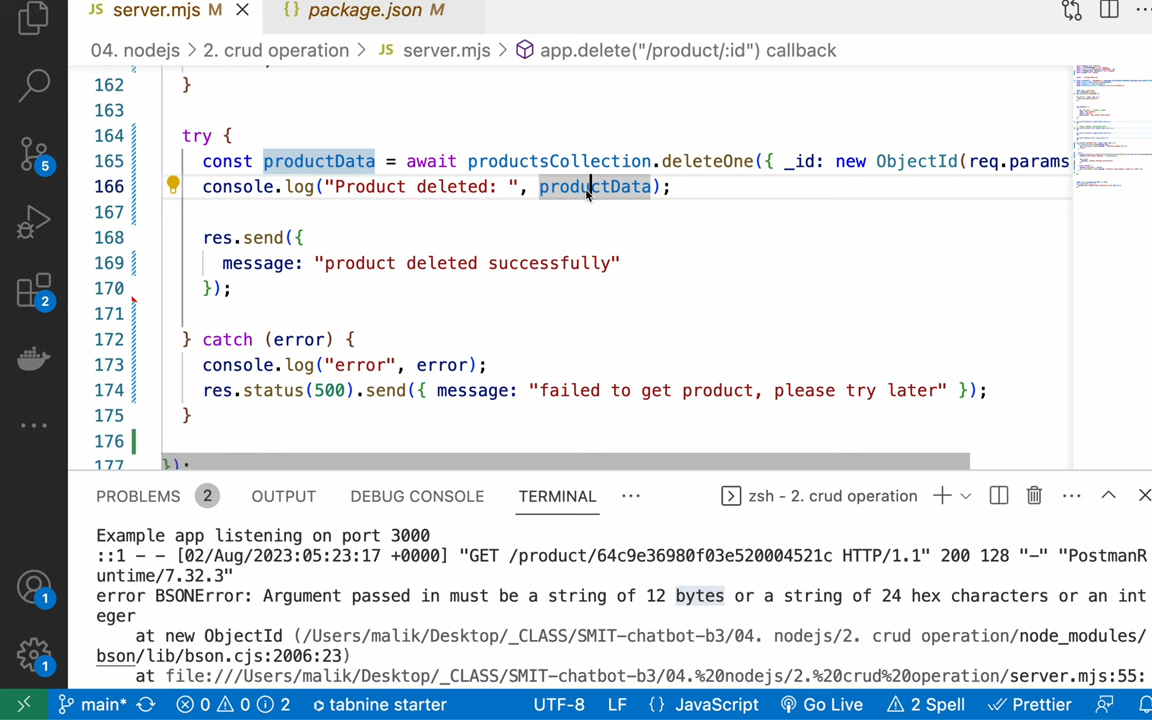 JS server.mjs M
{} package.json M
04. nodejs > 2. crud operation > JS server.mjs > app.delete("/product/:id") callback
162 }
163
164 try {
165 const productData = await productsCollection.deleteOne({ _id: new ObjectId(req.params
166 console.log("Product deleted: ", productData);
167
168 res.send({
169 message: "product deleted successfully"
170 });
171
172 } catch (error) {
173 console.log("error", error);
174 res.status(500).send({ message: "failed to get product, please try later" });
175 }
176
177 });
5
2
1
1
PROBLEMS 2 OUTPUT DEBUG CONSOLE TERMINAL ··· zsh - 2. crud operation
Example app listening on port 3000
::1 - - [02/Aug/2023:05:23:17 +0000] "GET /product/64c9e36980f03e520004521c HTTP/1.1" 200 128 "-" "PostmanR
untime/7.32.3"
error BSONError: Argument passed in must be a string of 12 bytes or a string of 24 hex characters or an int
eger
at new ObjectId (/Users/malik/Desktop/_CLASS/SMIT-chatbot-b3/04. nodejs/2. crud operation/node_modules/
bson/lib/bson.cjs:2006:23)
at file:///Users/malik/Desktop/_CLASS/SMIT-chatbot-b3/04.%20nodejs/2.%20crud%20operation/server.mjs:55:
main* 0 0 2 tabnine starter UTF-8 LF {} JavaScript Go Live 2 Spell Prettier